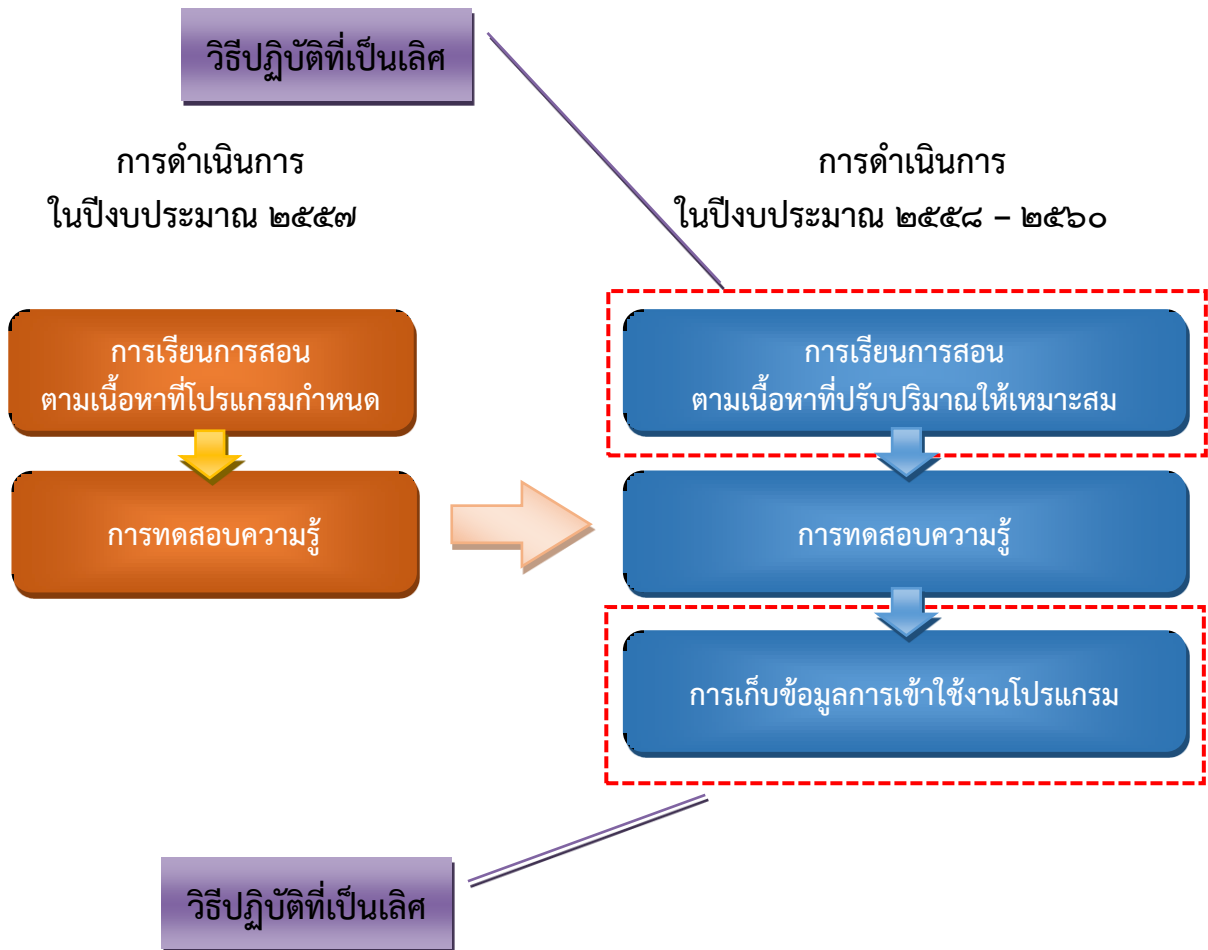 วิธีปฏิบัติที่เป็นเลิศ
การดำเนินการ
ในปีงบประมาณ ๒๕๕๗
การดำเนินการ
ในปีงบประมาณ ๒๕๕๘ – ๒๕๖๐
การเรียนการสอน
ตามเนื้อหาที่โปรแกรมกำหนด
การเรียนการสอน
ตามเนื้อหาที่ปรับปริมาณให้เหมาะสม
การทดสอบความรู้
การทดสอบความรู้
การเก็บข้อมูลการเข้าใช้งานโปรแกรม
วิธีปฏิบัติที่เป็นเลิศ